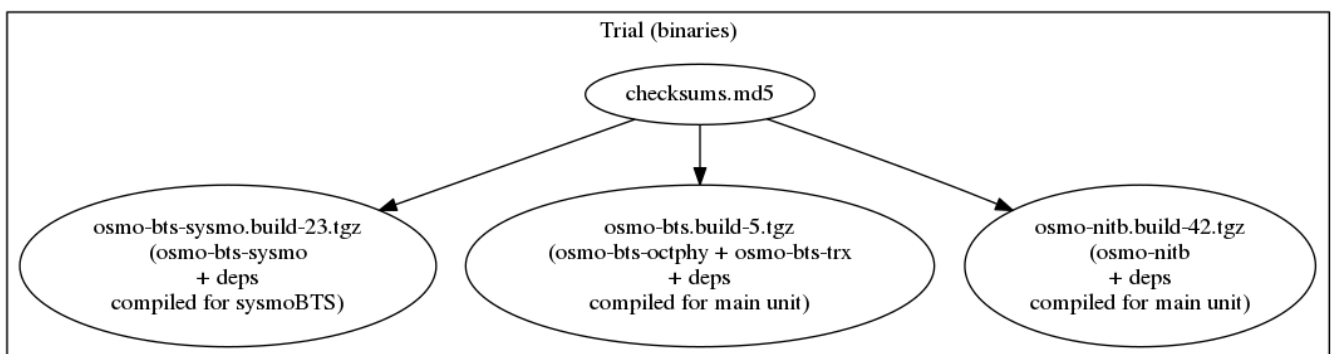 Trial (binaries)
checksums.md5
osmo-bts-sysmo.build-23.tgz
(osmo-bts-sysmo
+ deps
compiled for sysmoBTS)
osmo-bts.build-5.tgz
(osmo-bts-octphy + osmo-bts-trx
+ deps
compiled for main unit)
osmo-nitb.build-42.tgz
(osmo-nitb
+ deps
compiled for main unit)